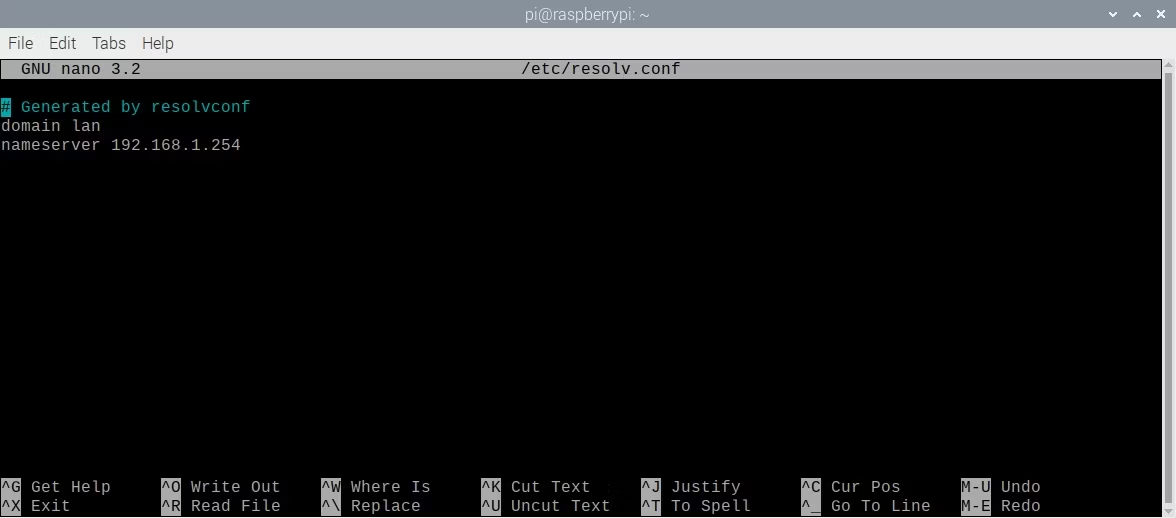 pi@raspberrypi: ~
File Edit Tabs Help
GNU nano 3.2 /etc/resolv.conf
# Generated by resolvconf
domain lan
nameserver 192.168.1.254
^G Get Help ^O Write Out ^W Where Is ^K Cut Text ^J Justify ^C Cur Pos M-U Undo
^X Exit ^R Read File ^\ Replace ^U Uncut Text ^T To Spell ^_ Go To Line M-E Redo